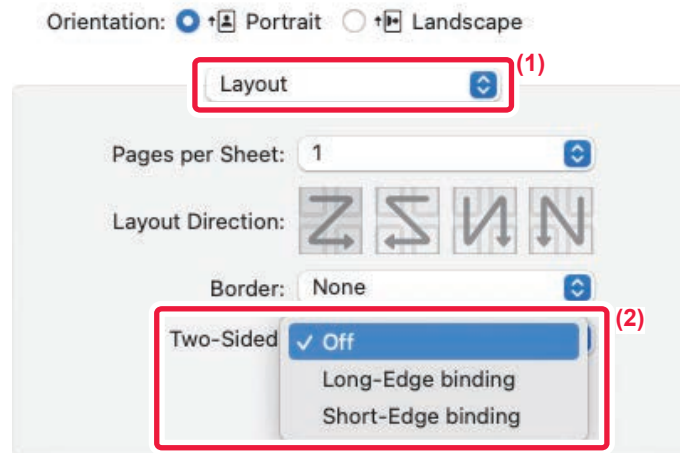 Orientation: Portrait Landscape
(1)
Layout
Pages per Sheet: 1
Layout Direction:
Border: None
(2)
Two-Sided ✓ Off
Long-Edge binding
Short-Edge binding